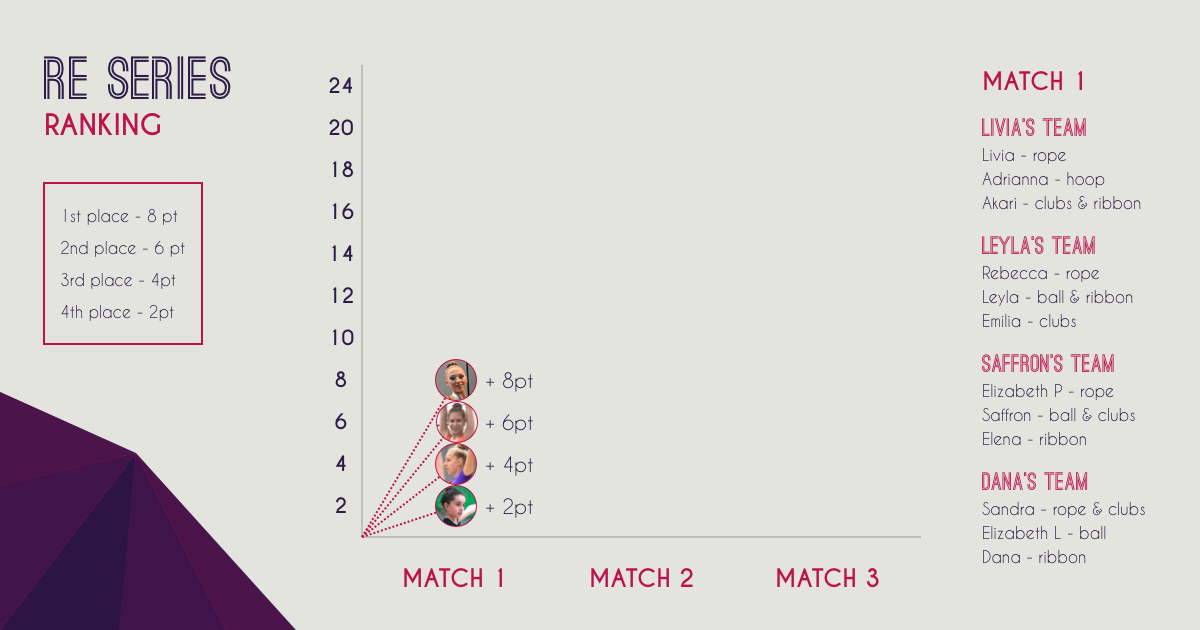 RE SERIES
RANKING
1st place - 8 pt
2nd place - 6 pt
3rd place - 4pt
4th place - 2pt
24
20
18
16
14
12
10
8
6
4
2
+ 8pt
+ 6pt
+ 4pt
+ 2pt
MATCH 1
MATCH 2
MATCH 3
MATCH 1
LIVIA'S TEAM
Livia - rope
Adrianna - hoop
Akari - clubs & ribbon
LEYLA'S TEAM
Rebecca - rope
Leyla - ball & ribbon
Emilia - clubs
SAFFRON'S TEAM
Elizabeth P - rope
Saffron - ball & clubs
Elena - ribbon
DANA'S TEAM
Sandra - rope & clubs
Elizabeth L - ball
Dana - ribbon